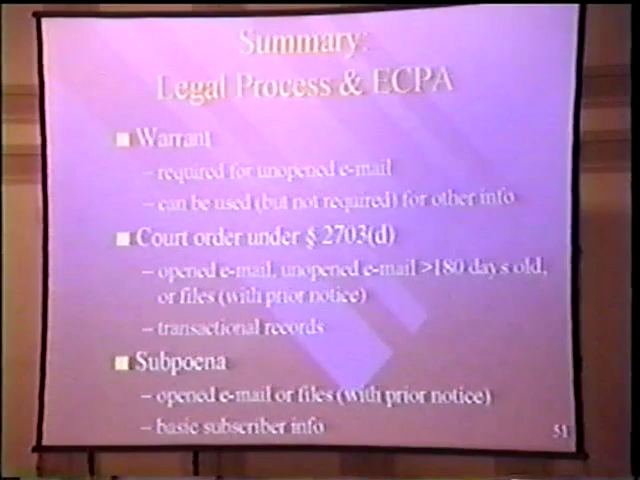 Summary:
Legal Process & ECPA
■ Warrant
– required for unopened e-mail
– can be used (but not required) for other info
■ Court order under § 2703(d)
– opened e-mail, unopened e-mail >180 days old,
or files (with prior notice)
– transactional records
■ Subpoena
– opened e-mail or files (with prior notice)
– basic subscriber info
51